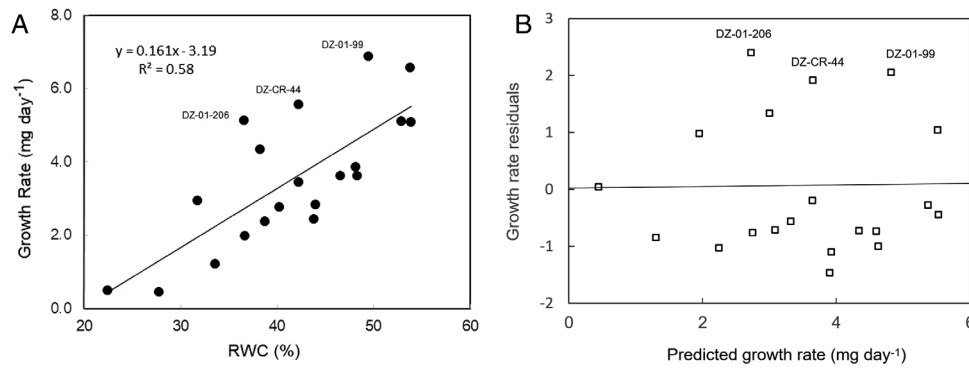 A
y = 0.161x - 3.19
R² = 0.58
DZ-01-99
DZ-CR-44
DZ-01-206
Growth Rate (mg day⁻¹)
8.0
6.0
4.0
2.0
0.0
20
30
40
50
60
RWC (%)
B
DZ-01-206
DZ-CR-44
DZ-01-99
Growth rate residuals
3
2
1
0
-1
-2
0
2
4
6
Predicted growth rate (mg day⁻¹)